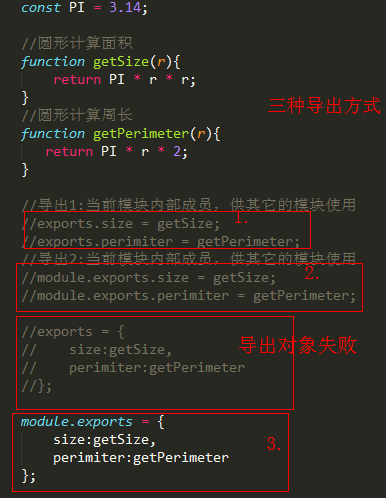 const PI = 3.14;
//圆形计算面积
function getSize(r){
    return PI * r * r;
}
三种导出方式
//圆形计算周长
function getPerimeter(r){
   return PI * r * 2;
}
//导出1:当前模块内部成员，供其它的模块使用
1.
//exports.size = getSize;
//exports.perimiter = getPerimeter;
//导出2:当前模块内部成员，供其它的模块使用
2.
//module.exports.size = getSize;
//module.exports.perimiter = getPerimeter;
//exports = {
//    size:getSize,
导出对象失败
//    perimiter:getPerimeter
//};
module.exports = {
    size:getSize,
3.
    perimiter:getPerimeter
};